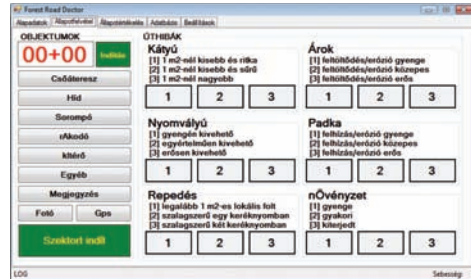 Forest Road Doctor
Alapadatok Állapotfelvétel Állapotértékelés Adatbázis Beállítások
OBJEKTUMOK
00+00 Indítás
Csőáteresz
Híd
Sorompó
rAkodó
kItérő
Egyéb
Megjegyzés
Fotó Gps
Szektort indít
ÚTHIBÁK
Kátyú
[1] 1 m2-nél kisebb és ritka
[2] 1 m2-nél kisebb és sűrű
[3] 1 m2-nél nagyobb
1 2 3
Árok
[1] feltöltődés/erózió gyenge
[2] feltöltődés/erózió közepes
[3] feltöltődés/erózió erős
1 2 3
Nyomvályú
[1] gyengén kivehető
[2] egyértelműen kivehető
[3] erősen kivehető
1 2 3
Padka
[1] felhízás/erózió gyenge
[2] felhízás/erózió közepes
[3] felhízás/erózió erős
1 2 3
Repedés
[1] legalább 1 m2-es lokális folt
[2] szalagszerű egy keréknyomban
[3] szalagszerű két keréknyomban
1 2 3
nÖvényzet
[1] gyenge
[2] gyakori
[3] kiterjedt
1 2 3
LOG Sebesség: